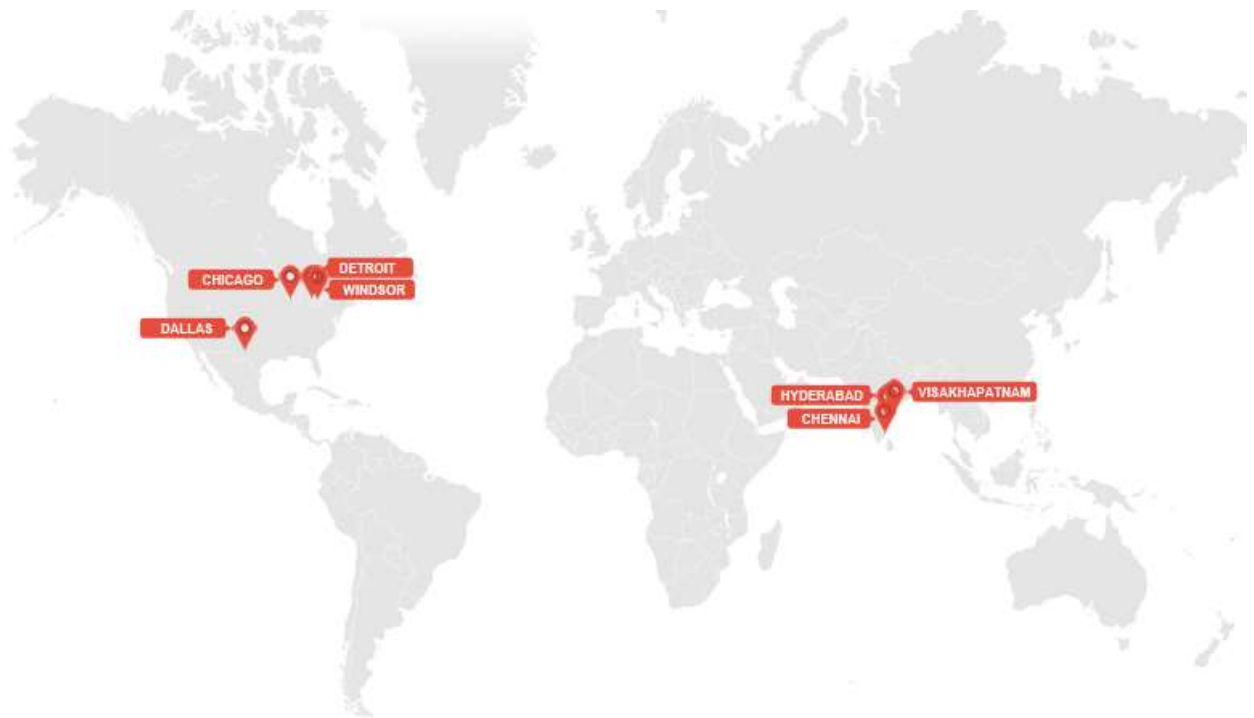 DETROIT
CHICAGO
WINDSOR
DALLAS
HYDERABAD
VISAKHAPATNAM
CHENNAI